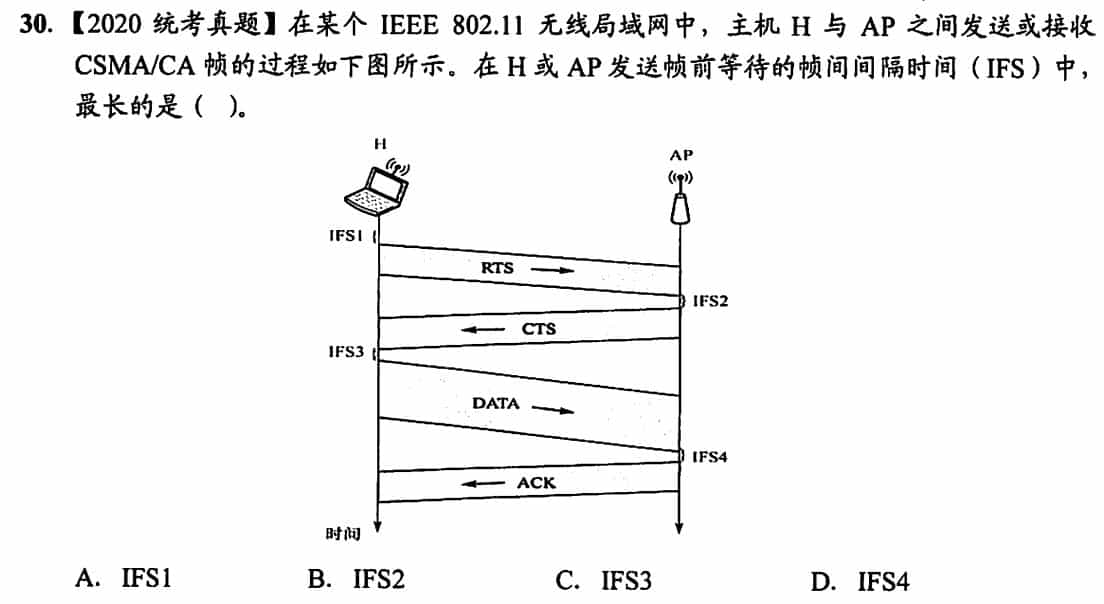 30.【2020 统考真题】在某个 IEEE 802.11 无线局域网中，主机 H 与 AP 之间发送或接收
CSMA/CA 帧的过程如下图所示。在 H 或 AP 发送帧前等待的帧间间隔时间（IFS）中，
最长的是（ ）。
H
AP
IFS1
RTS
IFS2
CTS
IFS3
DATA
IFS4
ACK
时间
A. IFS1 B. IFS2 C. IFS3 D. IFS4